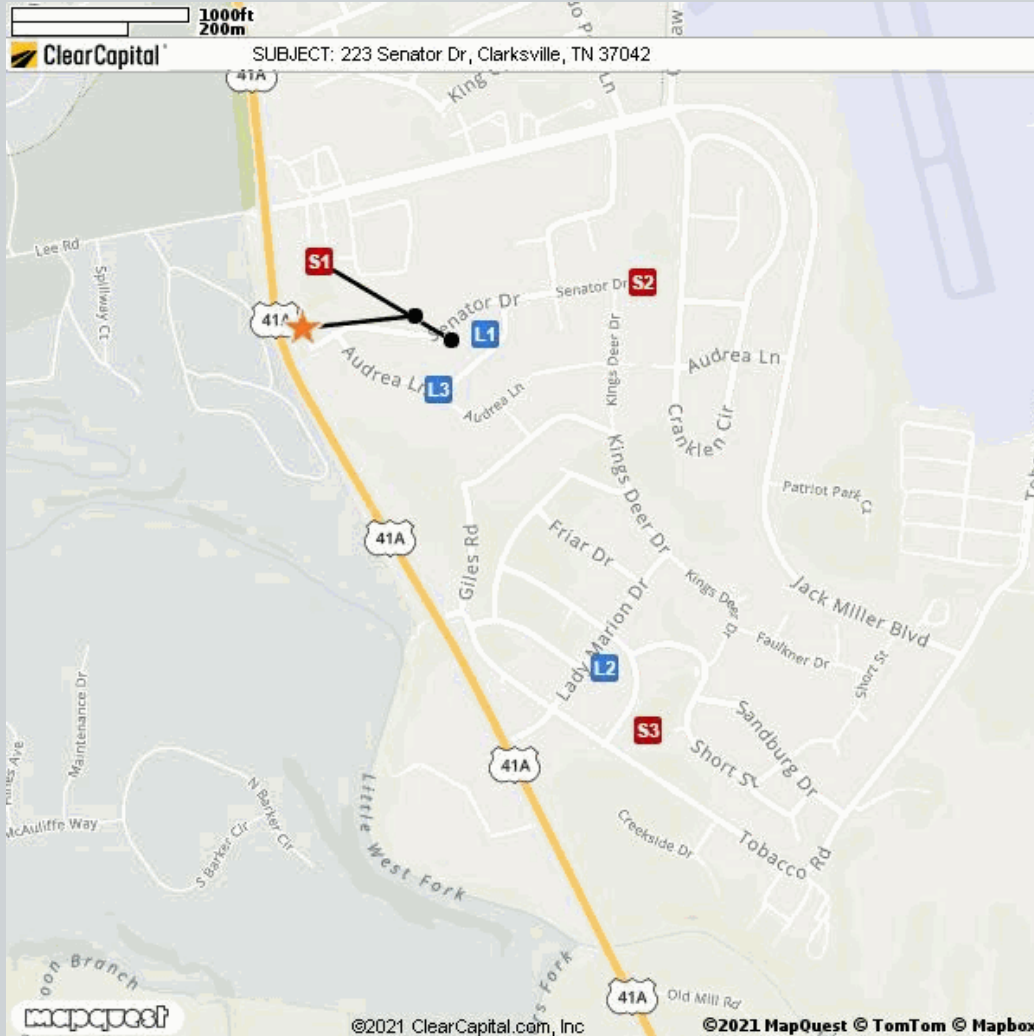 1000ft
200m
ClearCapital
SUBJECT: 223 Senator Dr, Clarksville, TN 37042
41A
King
Ln
Lee Rd
Spillway Ct
S1
Senator Dr
S2
41A
Senator Dr
L1
Audrea Ln
Kings Deer Dr
Audrea Ln
L3
Audrea Ln
Cranklen Cir
Kings Deer Dr
Patriot Park Ct
41A
Giles Rd
Friar Dr
Jack Miller Blvd
Kings Deer Dr
Lady Marion Dr
Faulkner Dr
Short St
L2
Maintenance Dr
Sandburg Dr
S3
Short St
41A
Ave
McAuliffe Way
N Barker Cir
S Barker Cir
Little West Fork
Creekside Dr
Tobacco Rd
Branch
Fork
41A
Old Mill Rd
mapquest
©2021 ClearCapital.com, Inc
©2021 MapQuest © TomTom © Mapbox